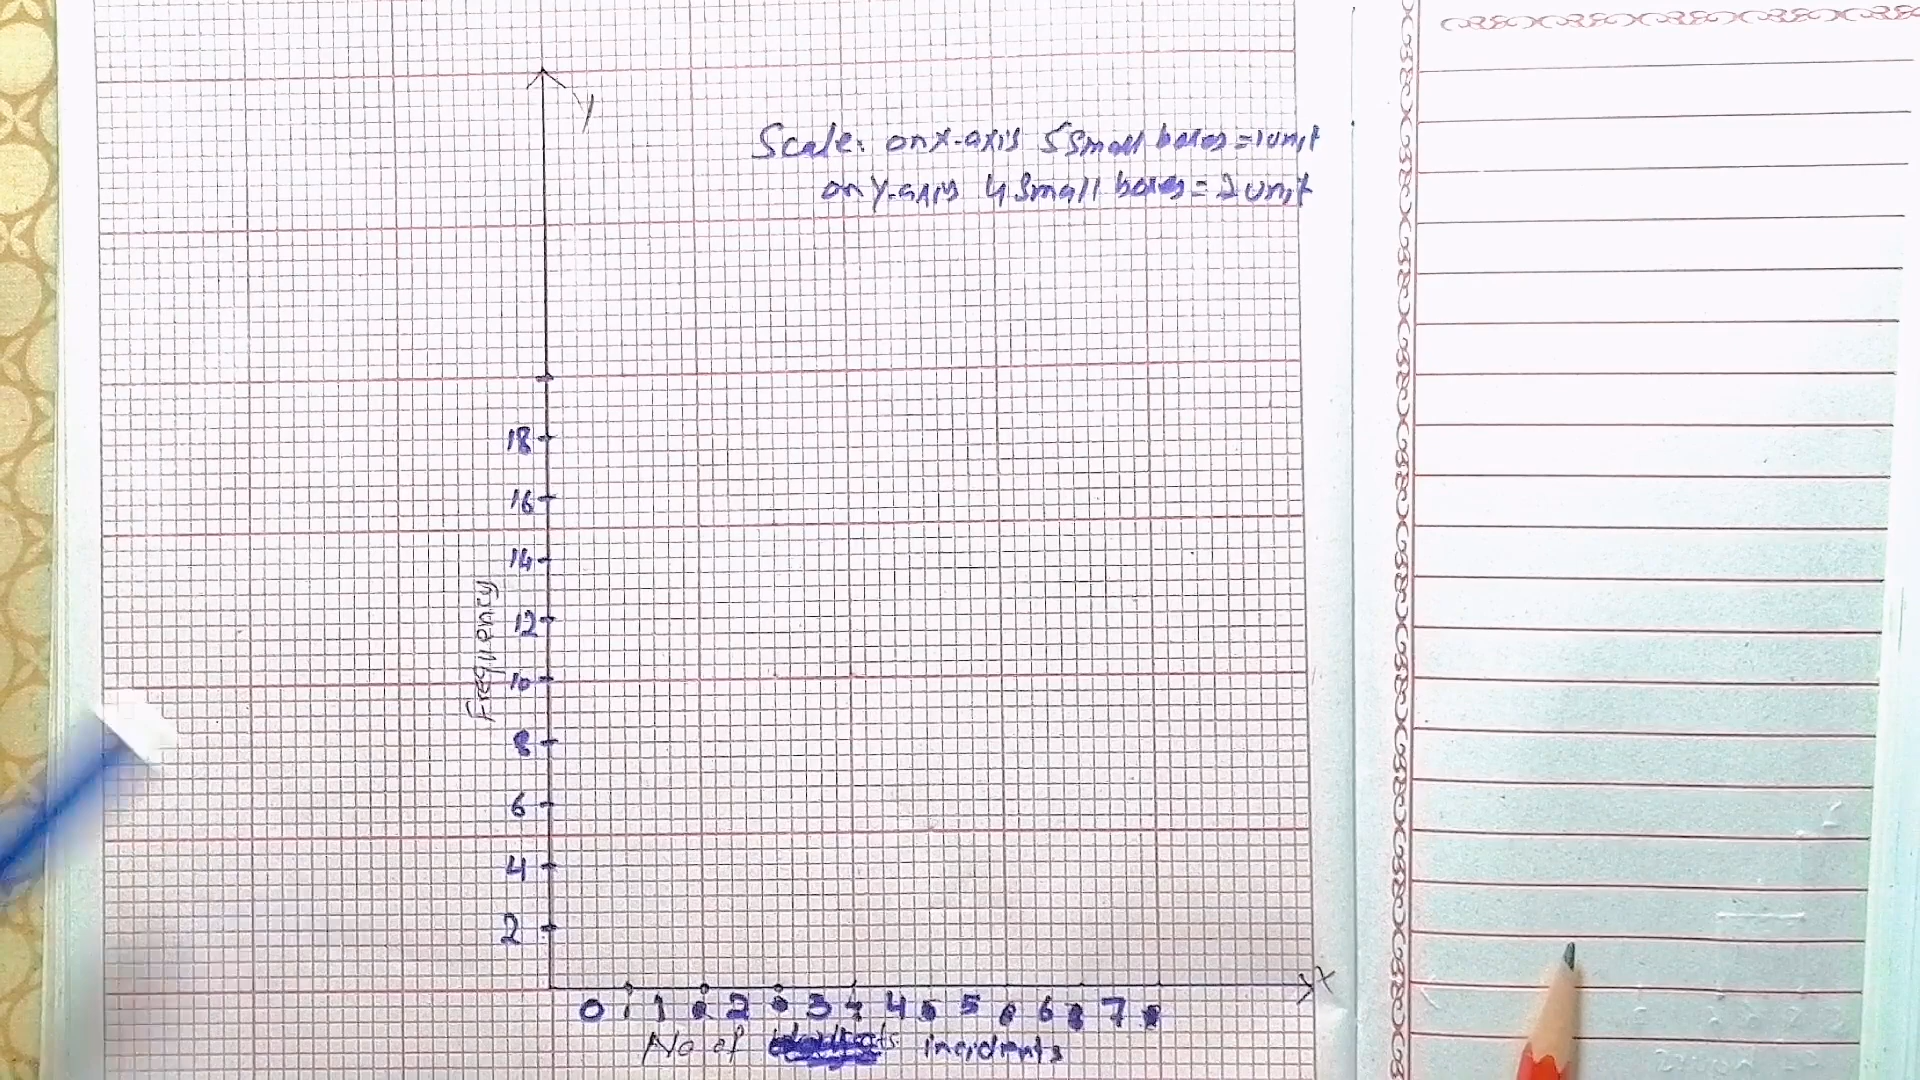 y
Scale: on x-axis 5 small boxes = 1 unit
on y-axis 4 small boxes = 2 unit
18
16
14
12
10
8
6
4
2
Frequency
x
0 1 2 3 4 5 6 7
No of incidents